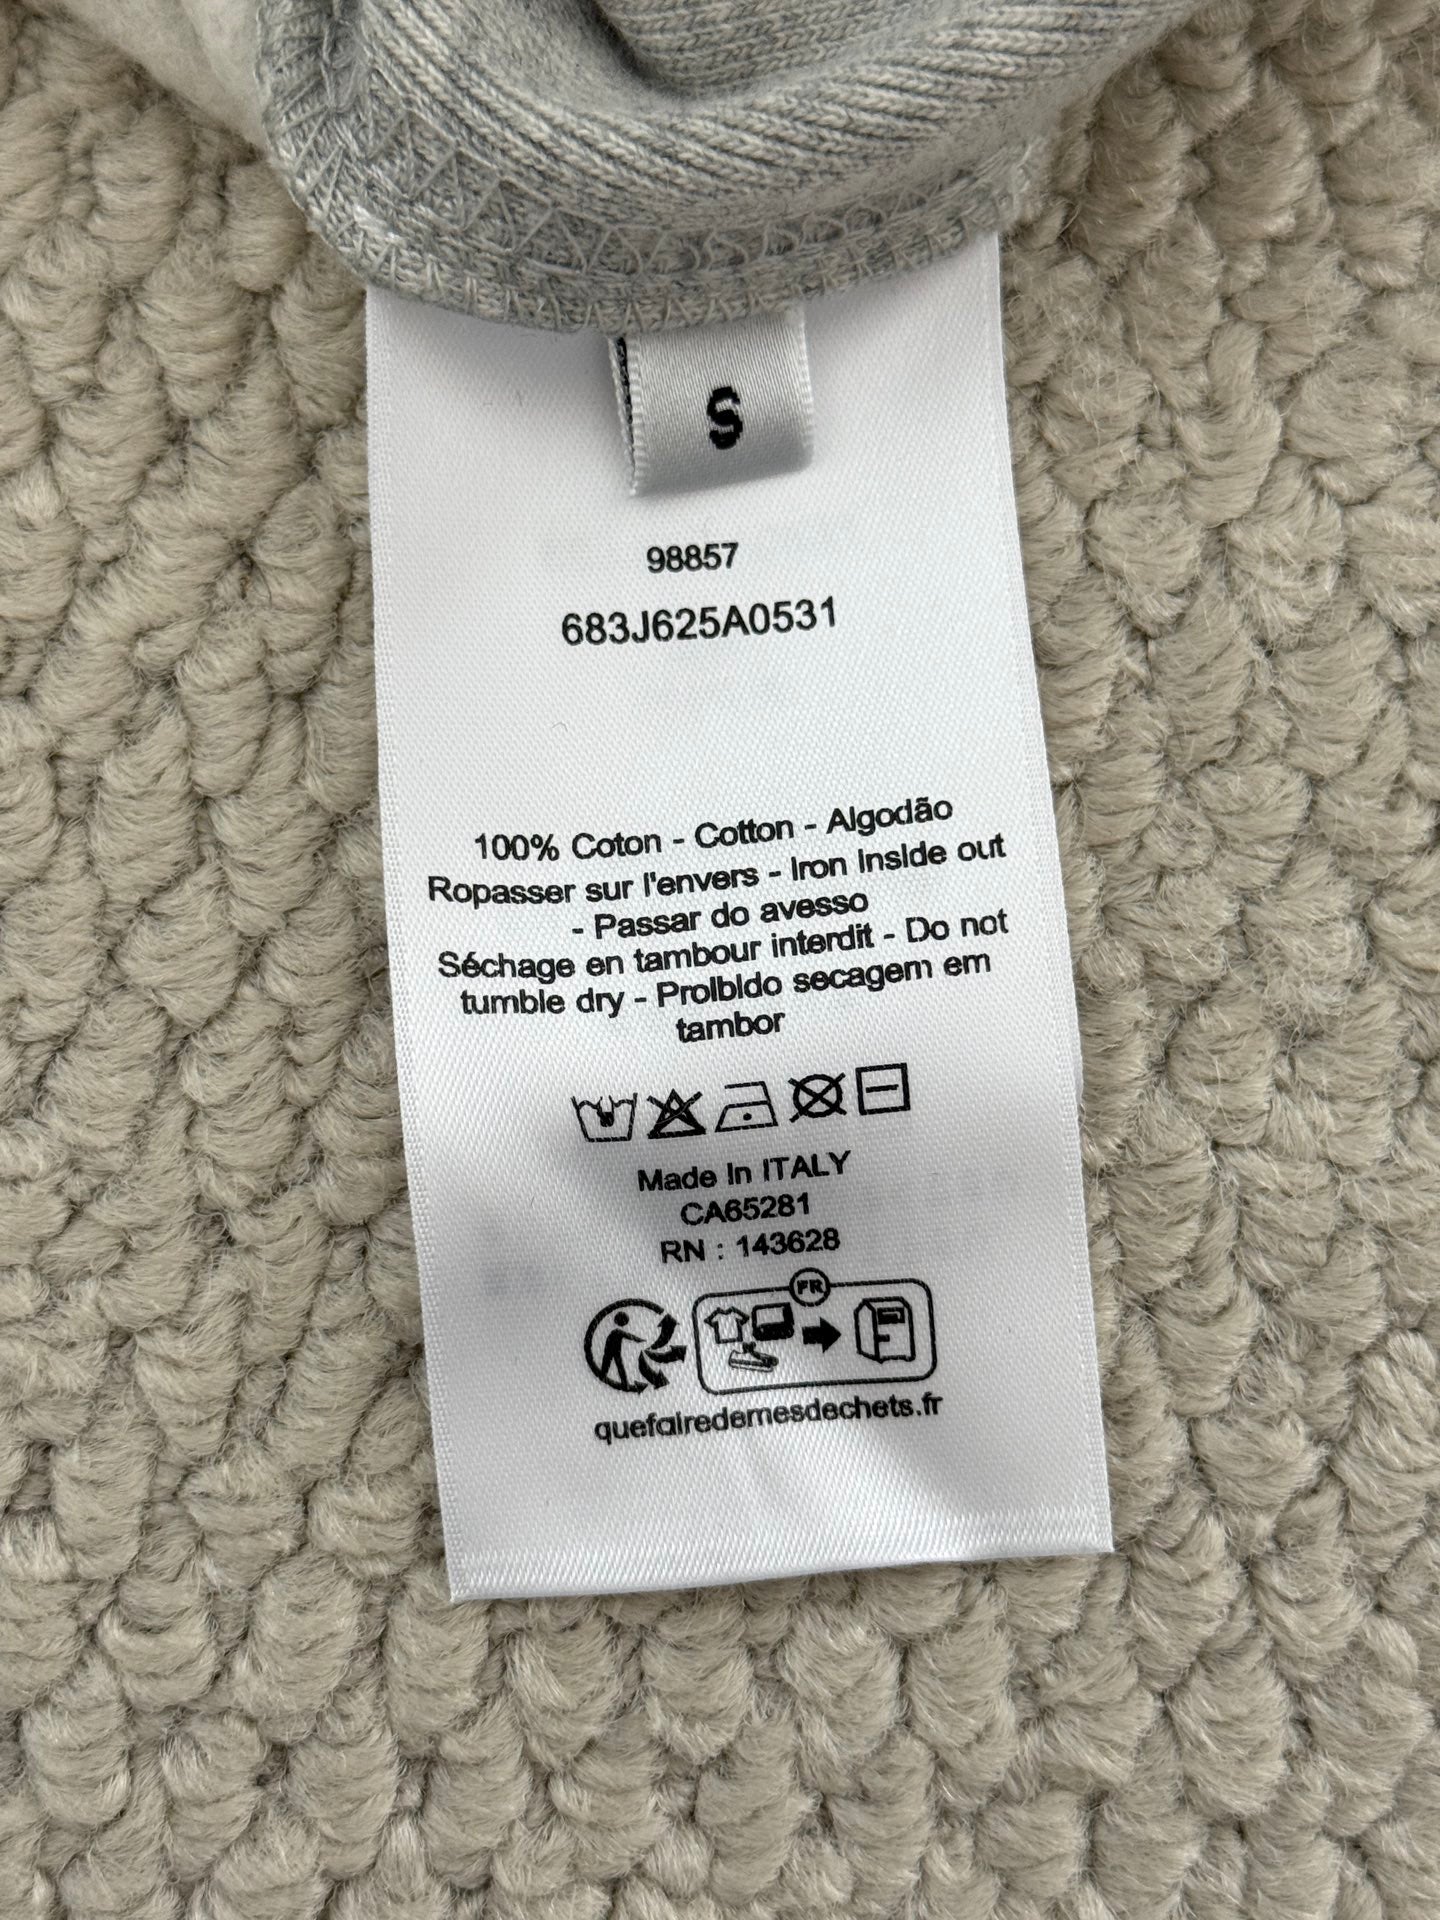 S
98857
683J625A0531
100% Coton - Cotton - Algodão
Ropasser sur l'envers - Iron Inside out
- Passar do avesso
Séchage en tambour interdit - Do not
tumble dry - Prolbldo secagem em
tambor
Made In ITALY
CA65281
RN : 143628
FR
quefairedemesdechets.fr